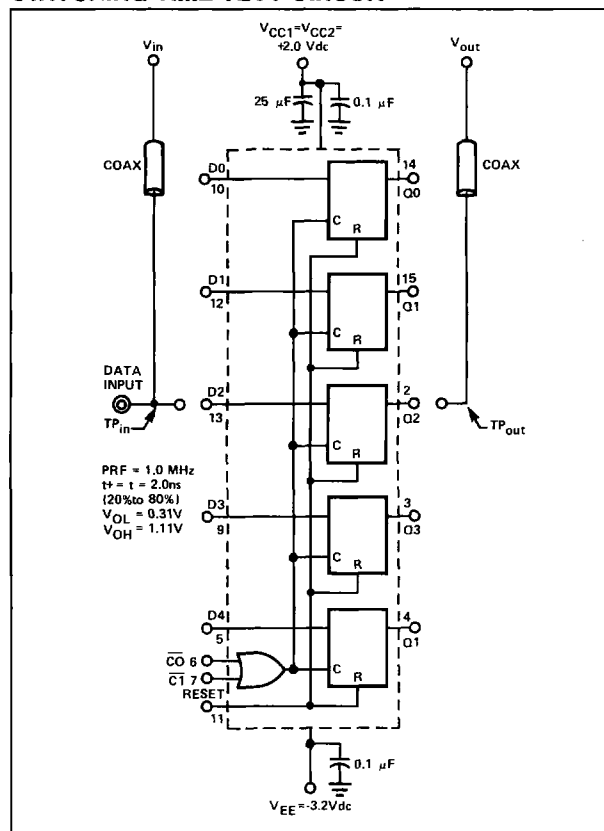 V_CC1=V_CC2=
+2.0 Vdc
V_in
V_out
25 μF
0.1 μF
COAX
COAX
D0
10
14
Q0
C
R
D1
12
15
Q1
C
R
DATA
INPUT
TP_in
D2
13
2
Q2
C
R
TP_out
PRF = 1.0 MHz
t+ = t = 2.0ns
(20%to 80%)
V_OL = 0.31V
V_OH = 1.11V
D3
9
3
Q3
C
R
D4
5
4
Q1
C
R
C̅O̅ 6
C̅1̅ 7
RESET
11
0.1 μF
V_EE=-3.2Vdc